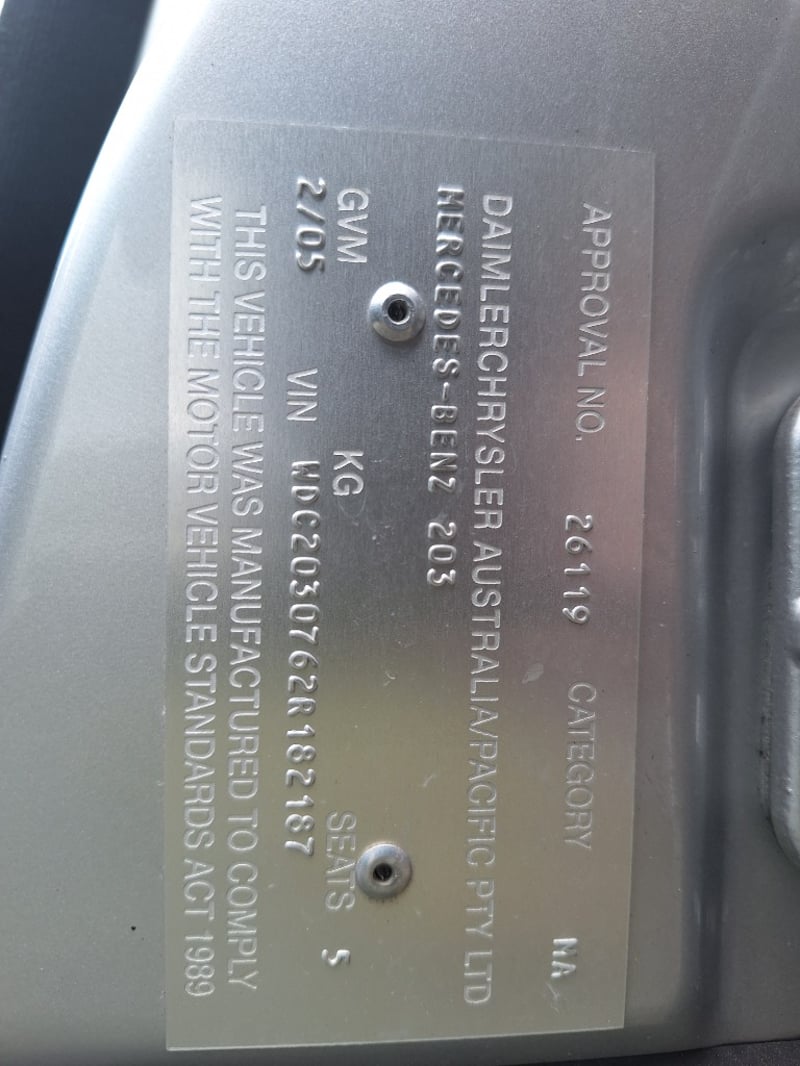 APPROVAL NO. 26119 CATEGORY MA
DAIMLERCHRYSLER AUSTRALIA/PACIFIC PTY LTD
MERCEDES-BENZ 203
GVM KG SEATS 5
2/05 VIN WDC2030762R182187
THIS VEHICLE WAS MANUFACTURED TO COMPLY
WITH THE MOTOR VEHICLE STANDARDS ACT 1989